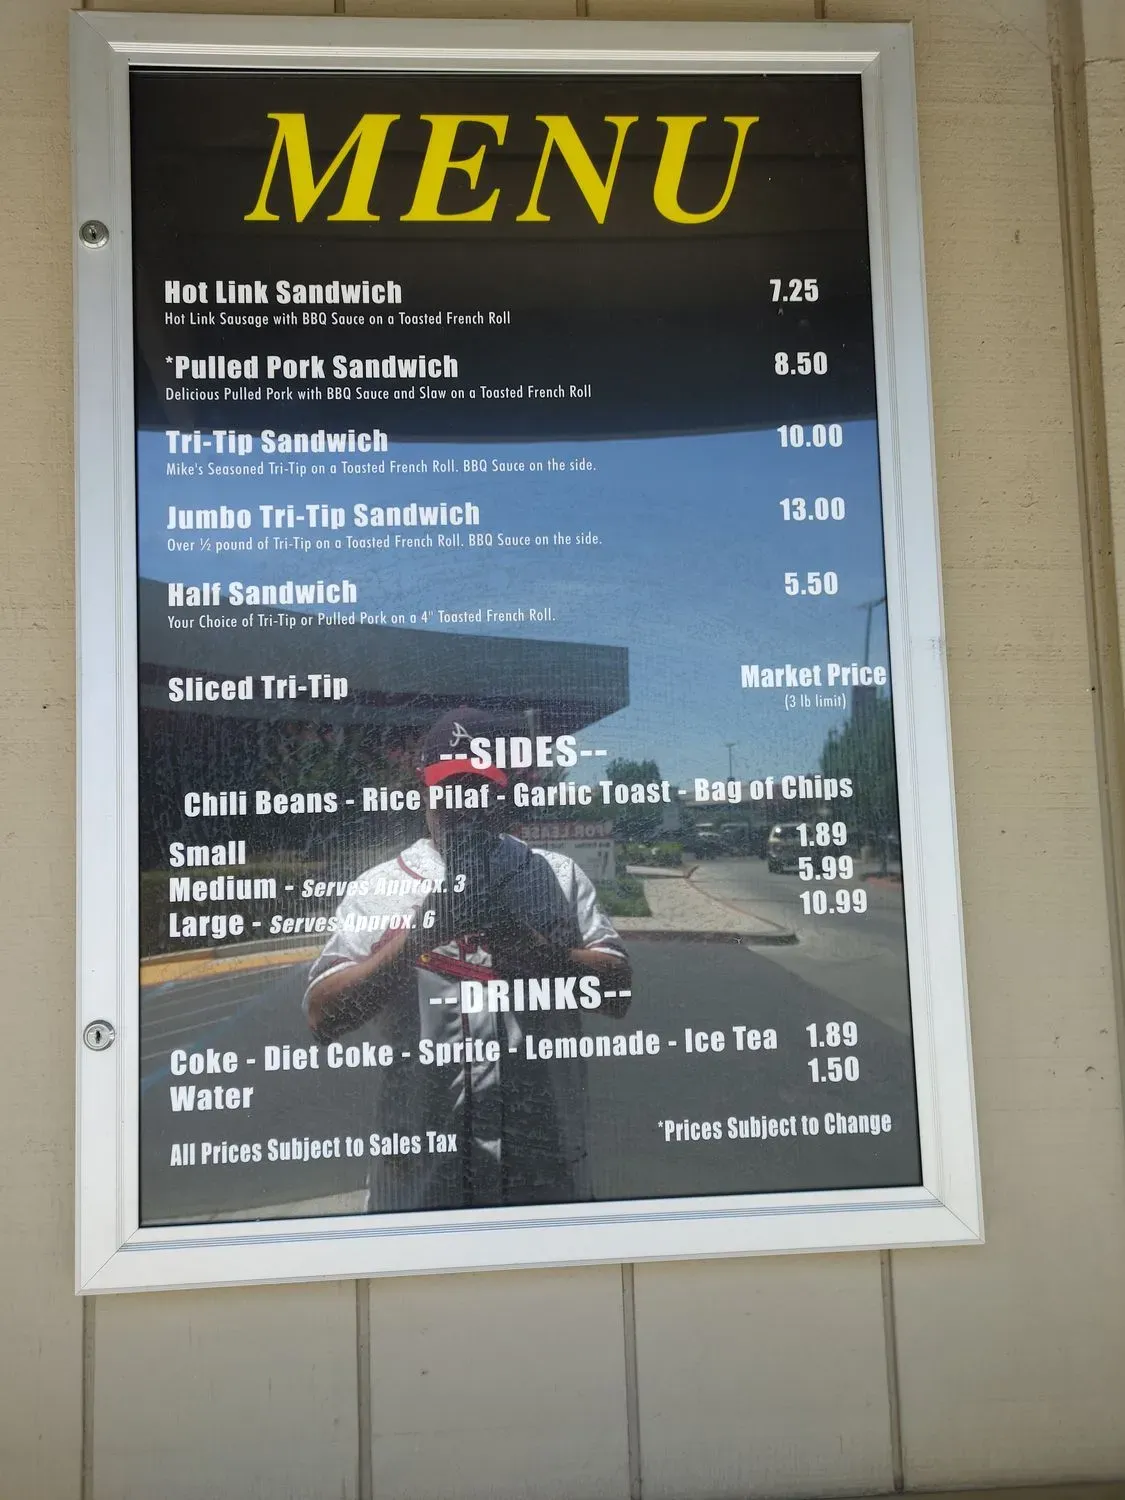 MENU
Hot Link Sandwich 7.25
Hot Link Sausage with BBQ Sauce on a Toasted French Roll
*Pulled Pork Sandwich 8.50
Delicious Pulled Pork with BBQ Sauce and Slaw on a Toasted French Roll
Tri-Tip Sandwich 10.00
Mike's Seasoned Tri-Tip on a Toasted French Roll. BBQ Sauce on the side.
Jumbo Tri-Tip Sandwich 13.00
Over ½ pound of Tri-Tip on a Toasted French Roll. BBQ Sauce on the side.
Half Sandwich 5.50
Your Choice of Tri-Tip or Pulled Pork on a 4" Toasted French Roll.
Sliced Tri-Tip Market Price
(3 lb limit)
--SIDES--
Chili Beans - Rice Pilaf - Garlic Toast - Bag of Chips
Small 1.89
Medium - Serves Approx. 3 5.99
Large - Serves Approx. 6 10.99
--DRINKS--
Coke - Diet Coke - Sprite - Lemonade - Ice Tea 1.89
Water 1.50
All Prices Subject to Sales Tax *Prices Subject to Change
A
FOR LEASE